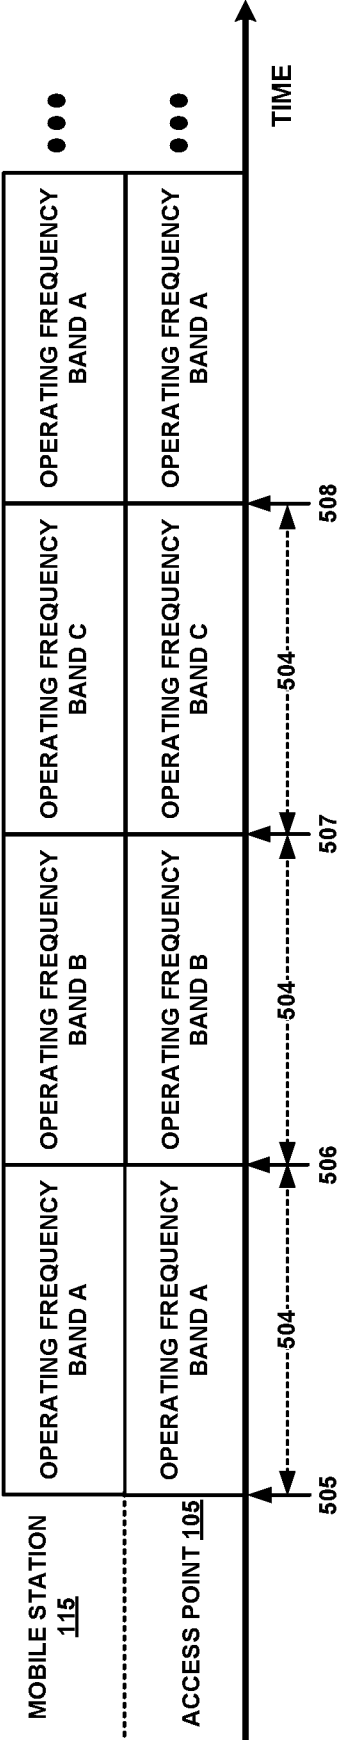 MOBILE STATION
115
OPERATING FREQUENCY
BAND A
OPERATING FREQUENCY
BAND B
OPERATING FREQUENCY
BAND C
OPERATING FREQUENCY
BAND A
ACCESS POINT 105
OPERATING FREQUENCY
BAND A
OPERATING FREQUENCY
BAND B
OPERATING FREQUENCY
BAND C
OPERATING FREQUENCY
BAND A
TIME
504
504
504
505
506
507
508